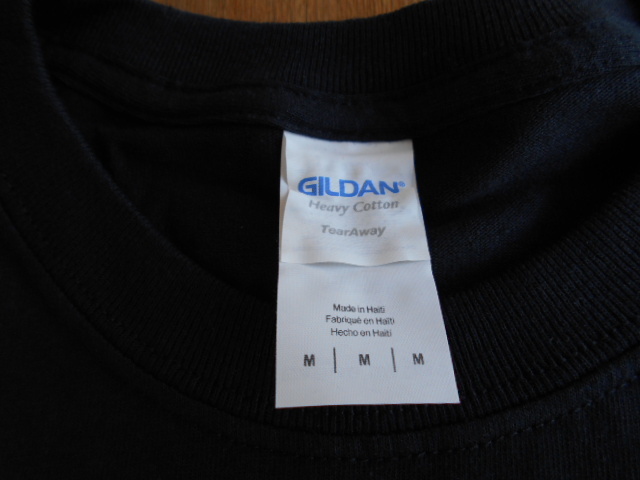 GILDAN®
Heavy Cotton
TearAway
Made in Haiti
Fabriqué en Haïti
Hecho en Haití
M | M | M